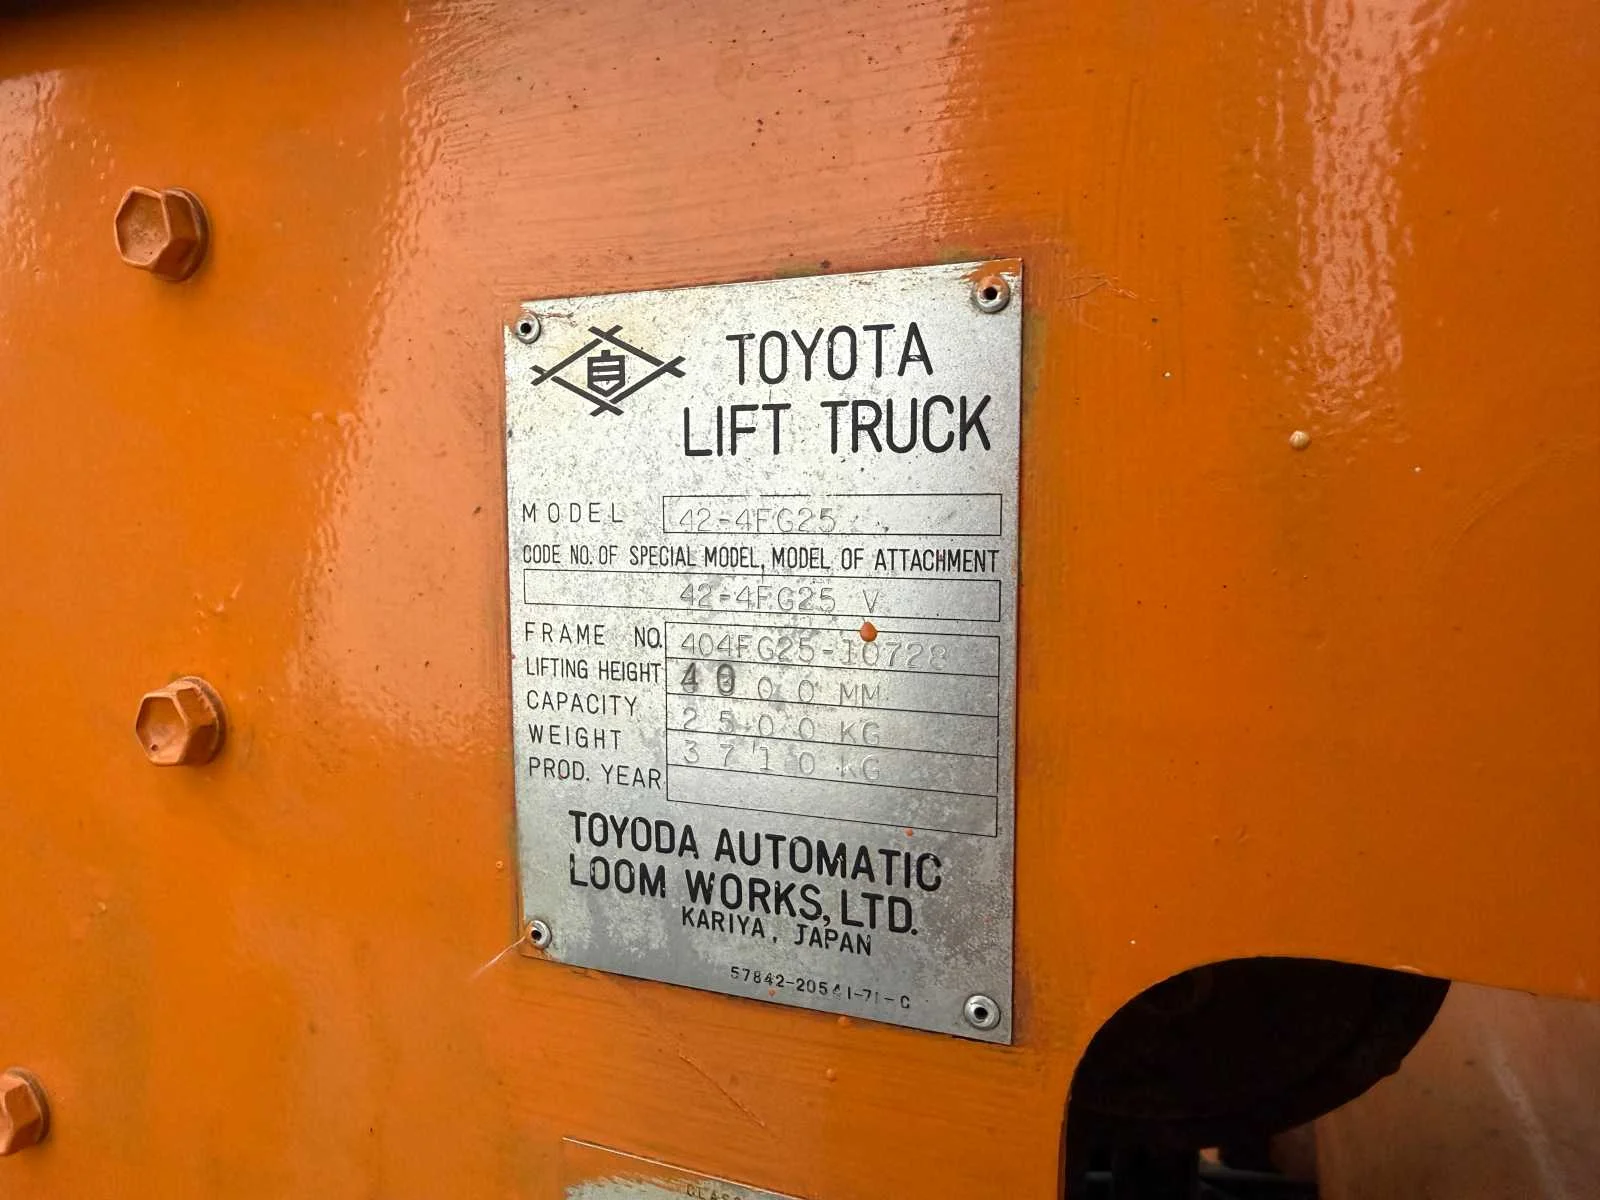 自
TOYOTA
LIFT TRUCK
MODEL 42-4FG25
CODE NO. OF SPECIAL MODEL, MODEL OF ATTACHMENT
42-4FG25 V
FRAME NO. 404FG25-10728
LIFTING HEIGHT 4000 MM
CAPACITY 2500 KG
WEIGHT 3710 KG
PROD. YEAR
TOYODA AUTOMATIC
LOOM WORKS, LTD.
KARIYA, JAPAN
57842-20541-71-C